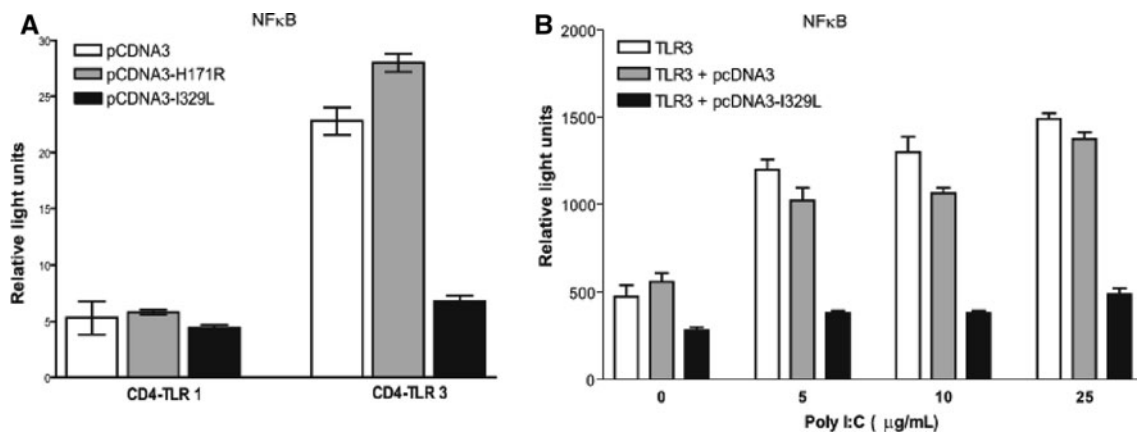 A
NFκB
pCDNA3
pCDNA3-H171R
pCDNA3-I329L
Relative light units
30
25
20
15
10
5
0
CD4-TLR 1 CD4-TLR 3
B
NFκB
TLR3
TLR3 + pcDNA3
TLR3 + pcDNA3-I329L
Relative light units
2000
1500
1000
500
0
0 5 10 25
Poly I:C ( μg/mL)